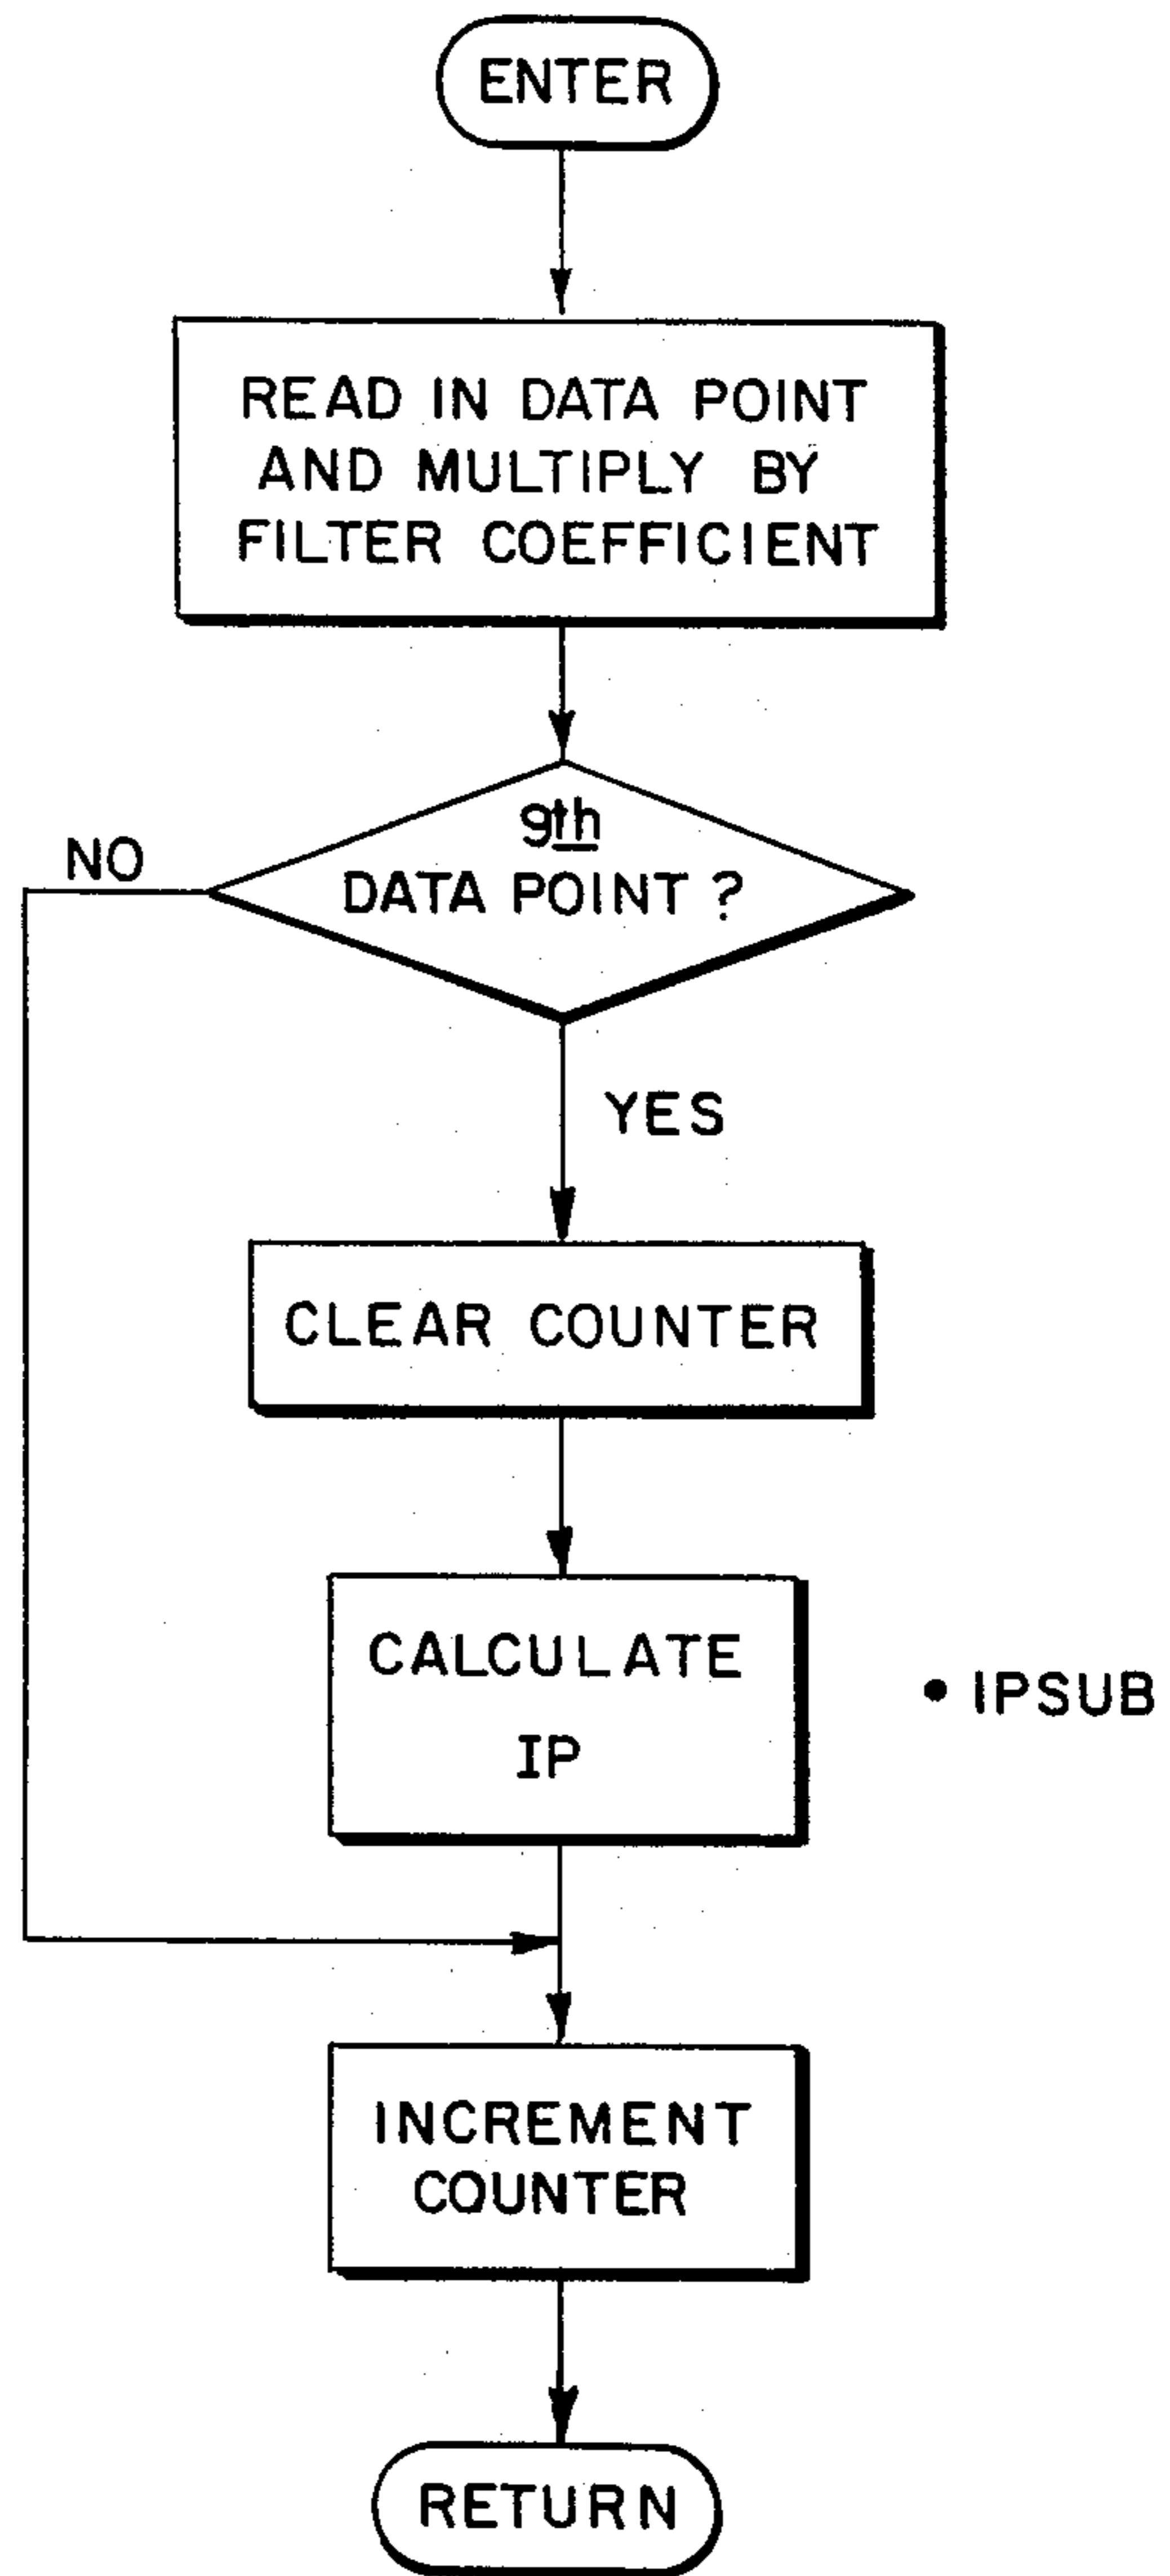 ENTER
READ IN DATA POINT
AND MULTIPLY BY
FILTER COEFFICIENT
9th
DATA POINT ?
NO
YES
CLEAR COUNTER
CALCULATE
IP
• IPSUB
INCREMENT
COUNTER
RETURN